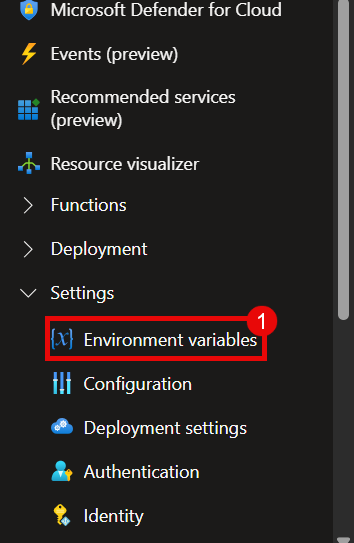 Microsoft Defender for Cloud
Events (preview)
Recommended services
(preview)
Resource visualizer
Functions
Deployment
Settings
1
{x} Environment variables
Configuration
Deployment settings
Authentication
Identity